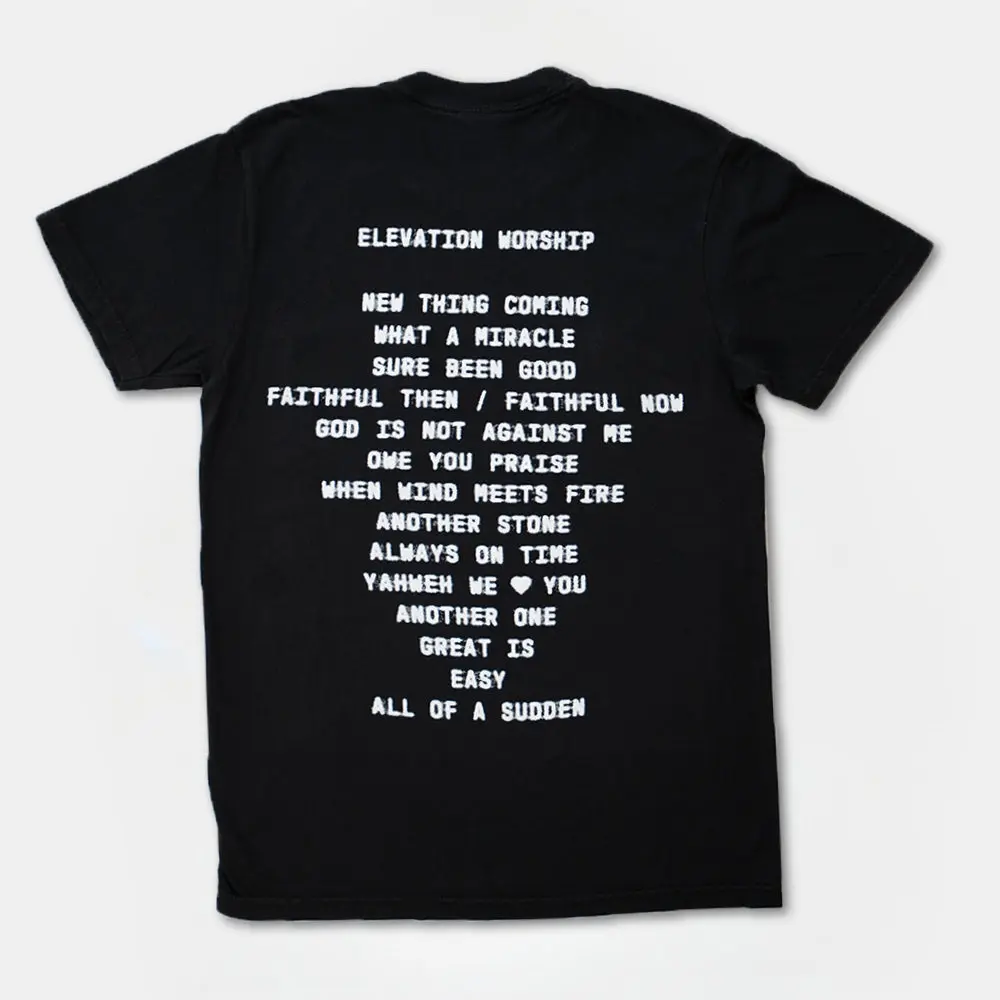 ELEVATION WORSHIP
NEW THING COMING
WHAT A MIRACLE
SURE BEEN GOOD
FAITHFUL THEN / FAITHFUL NOW
GOD IS NOT AGAINST ME
OWE YOU PRAISE
WHEN WIND MEETS FIRE
ANOTHER STONE
ALWAYS ON TIME
YAHWEH WE ♥ YOU
ANOTHER ONE
GREAT IS
EASY
ALL OF A SUDDEN